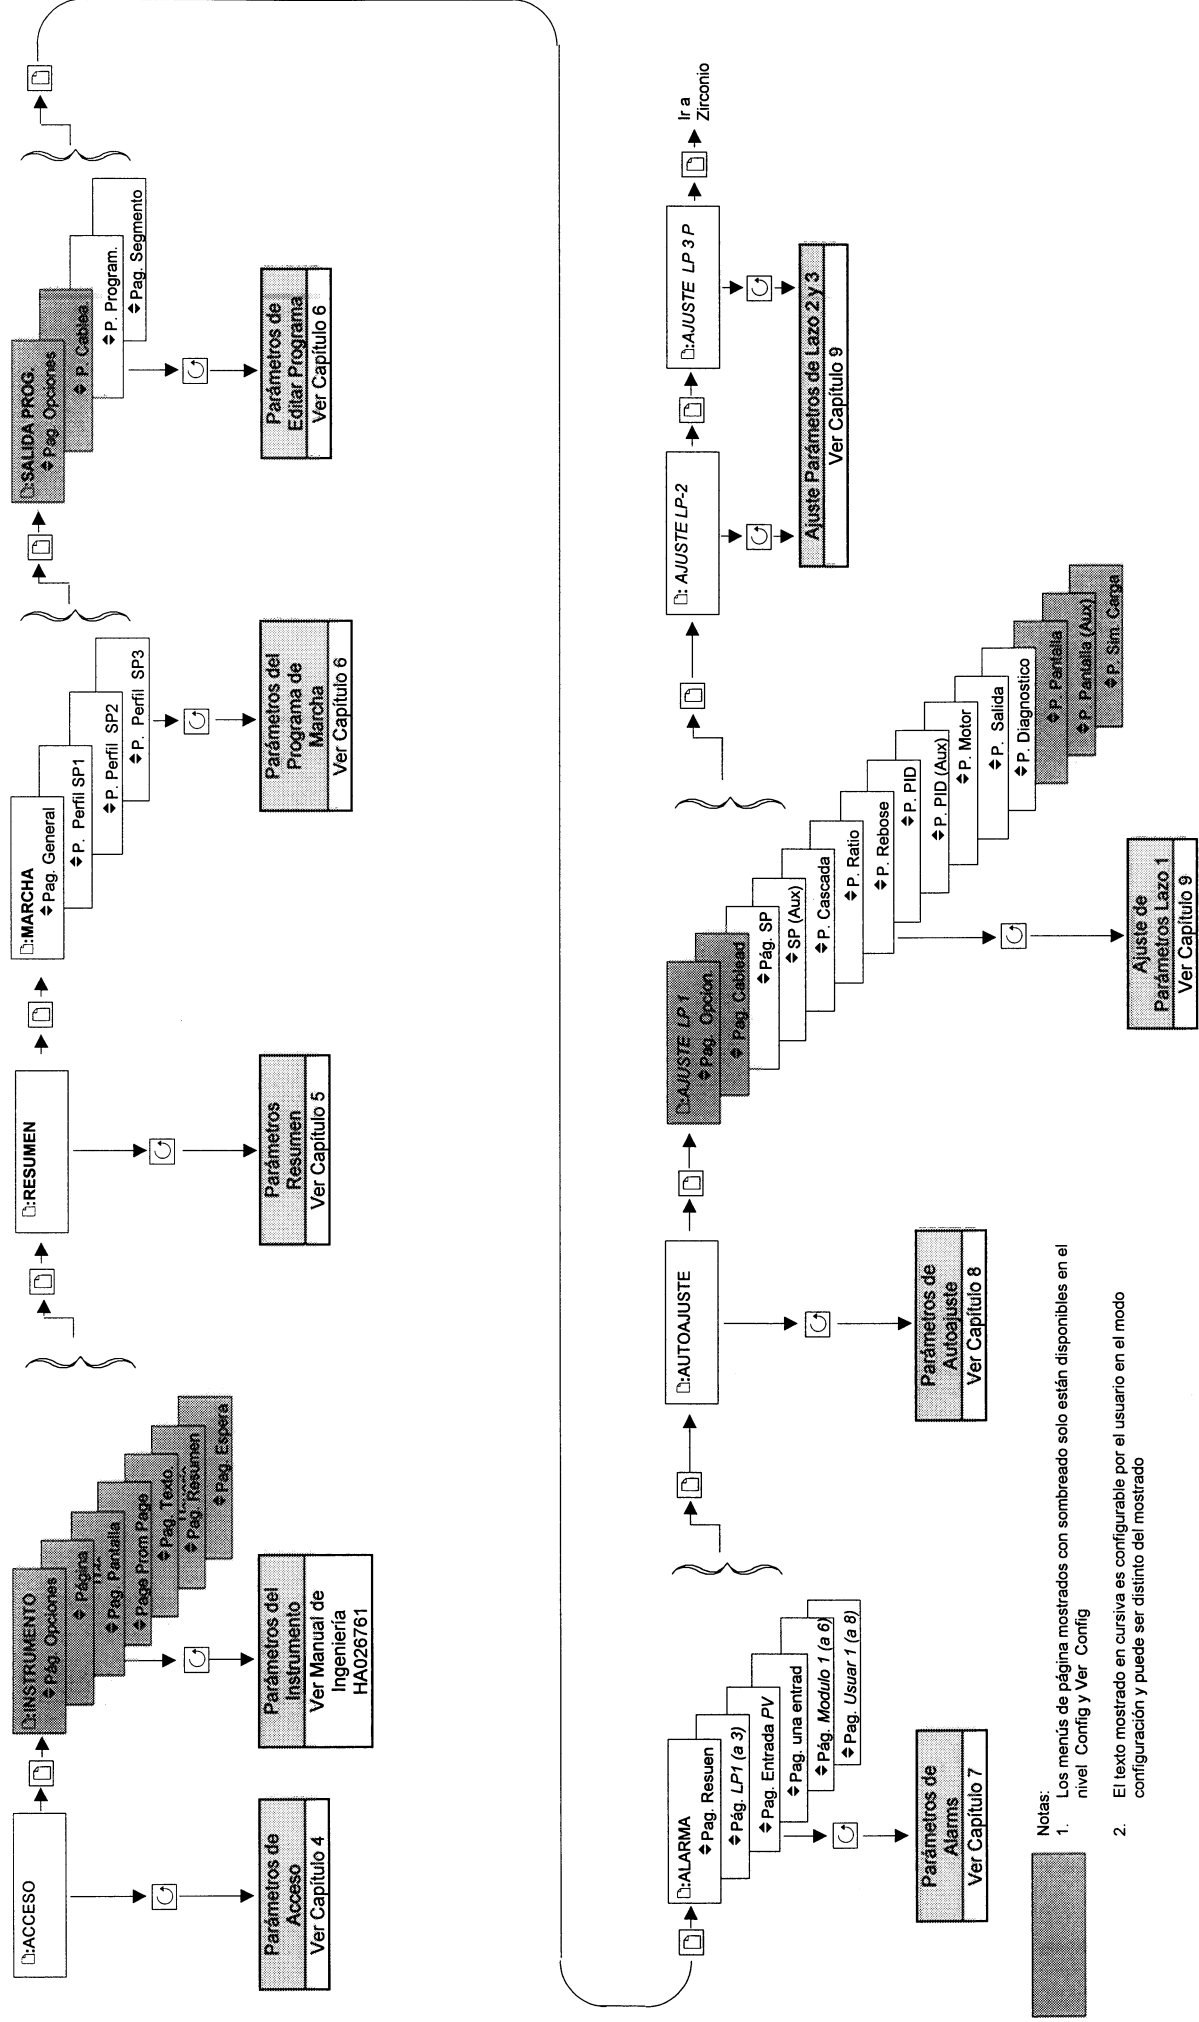 :ACCESO
Parámetros de
Acceso
Ver Capítulo 4
:INSTRUMENTO
Pág. Opciones
Página
Pag. Pantalla
Page Prom Page
Pag. Texto.
Pag. Resumen
Pag. Espera
Parámetros del
Instrumento
Ver Manual de
Ingeniería
HA026761
:RESUMEN
Parámetros
Resumen
Ver Capítulo 5
:MARCHA
Pag. General
P. Perfil SP1
P. Perfil SP2
P. Perfil SP3
Parámetros del
Programa de
Marcha
Ver Capítulo 6
:SALIDA PROG.
Pag. Opciones
P. Cablea.
P. Program.
Pag. Segmento
Parámetros de
Editar Programa
Ver Capítulo 6
:ALARMA
Pag. Resuen
Pág. LP1 (a 3)
Pag. Entrada PV
Pag. una entrad
Pág. Modulo 1 (a 6)
Pag. Usuar 1 (a 8)
Parámetros de
Alarms
Ver Capítulo 7
:AUTOAJUSTE
Parámetros de
Autoajuste
Ver Capítulo 8
:AJUSTE LP 1
Pag. Opcion.
Pag. Cablead
Pág. SP
SP (Aux)
P. Cascada
P. Ratio
P. Rebose
P. PID
P. PID (Aux)
P. Motor
P. Salida
P. Diagnostico
P. Pantalla
P. Pantalla (Aux)
P. Sim. Carga
Ajuste de
Parámetros Lazo 1
Ver Capítulo 9
: AJUSTE LP-2
:AJUSTE LP 3 P
Ir a
Zirconio
Ajuste Parámetros de Lazo 2 y 3
Ver Capítulo 9
Notas:
1. Los menús de página mostrados con sombreado solo están disponibles en el
nivel Config y Ver Config
2. El texto mostrado en cursiva es configurable por el usuario en el modo
configuración y puede ser distinto del mostrado